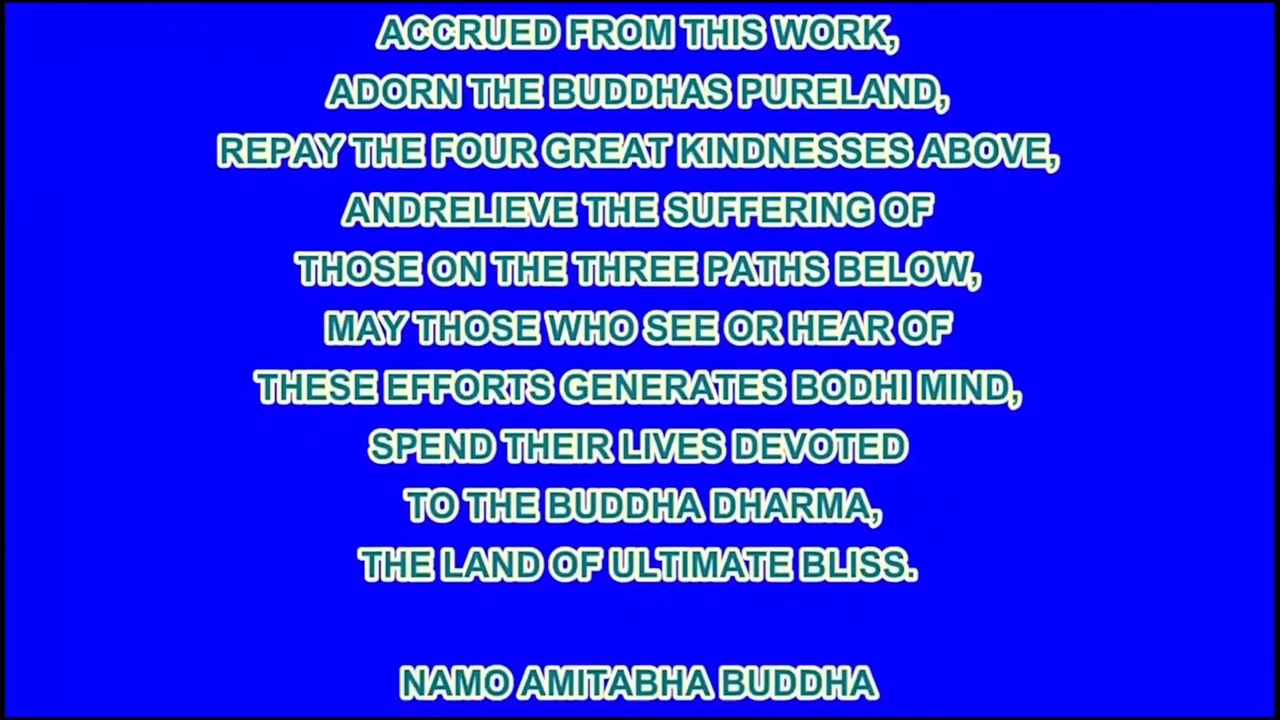 ACCRUED FROM THIS WORK,
ADORN THE BUDDHAS PURELAND,
REPAY THE FOUR GREAT KINDNESSES ABOVE,
ANDRELIEVE THE SUFFERING OF
THOSE ON THE THREE PATHS BELOW,
MAY THOSE WHO SEE OR HEAR OF
THESE EFFORTS GENERATES BODHI MIND,
SPEND THEIR LIVES DEVOTED
TO THE BUDDHA DHARMA,
THE LAND OF ULTIMATE BLISS.
NAMO AMITABHA BUDDHA